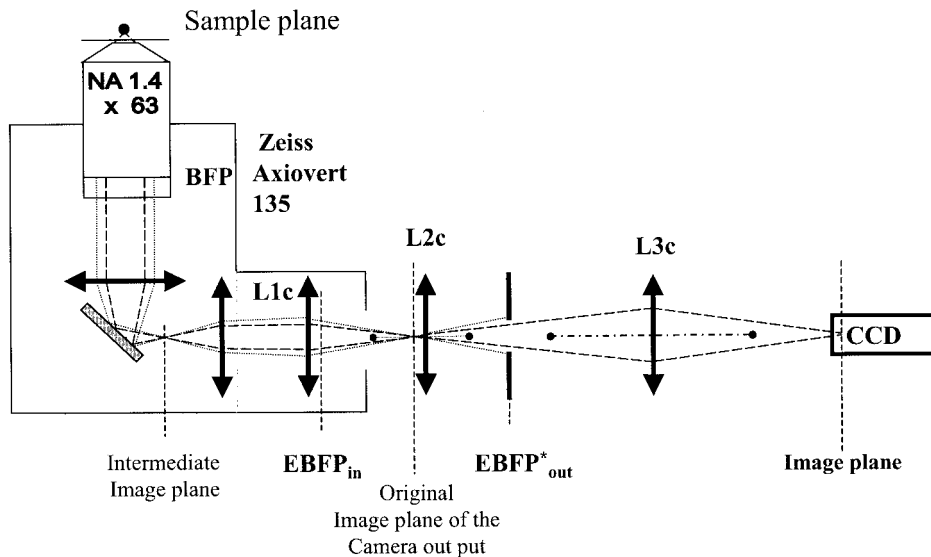 Sample plane
NA 1.4
x 63
BFP
Zeiss
Axiovert
135
L1c
L2c
L3c
CCD
Intermediate
Image plane
EBFPin
Original
Image plane of the
Camera out put
EBFP*out
Image plane